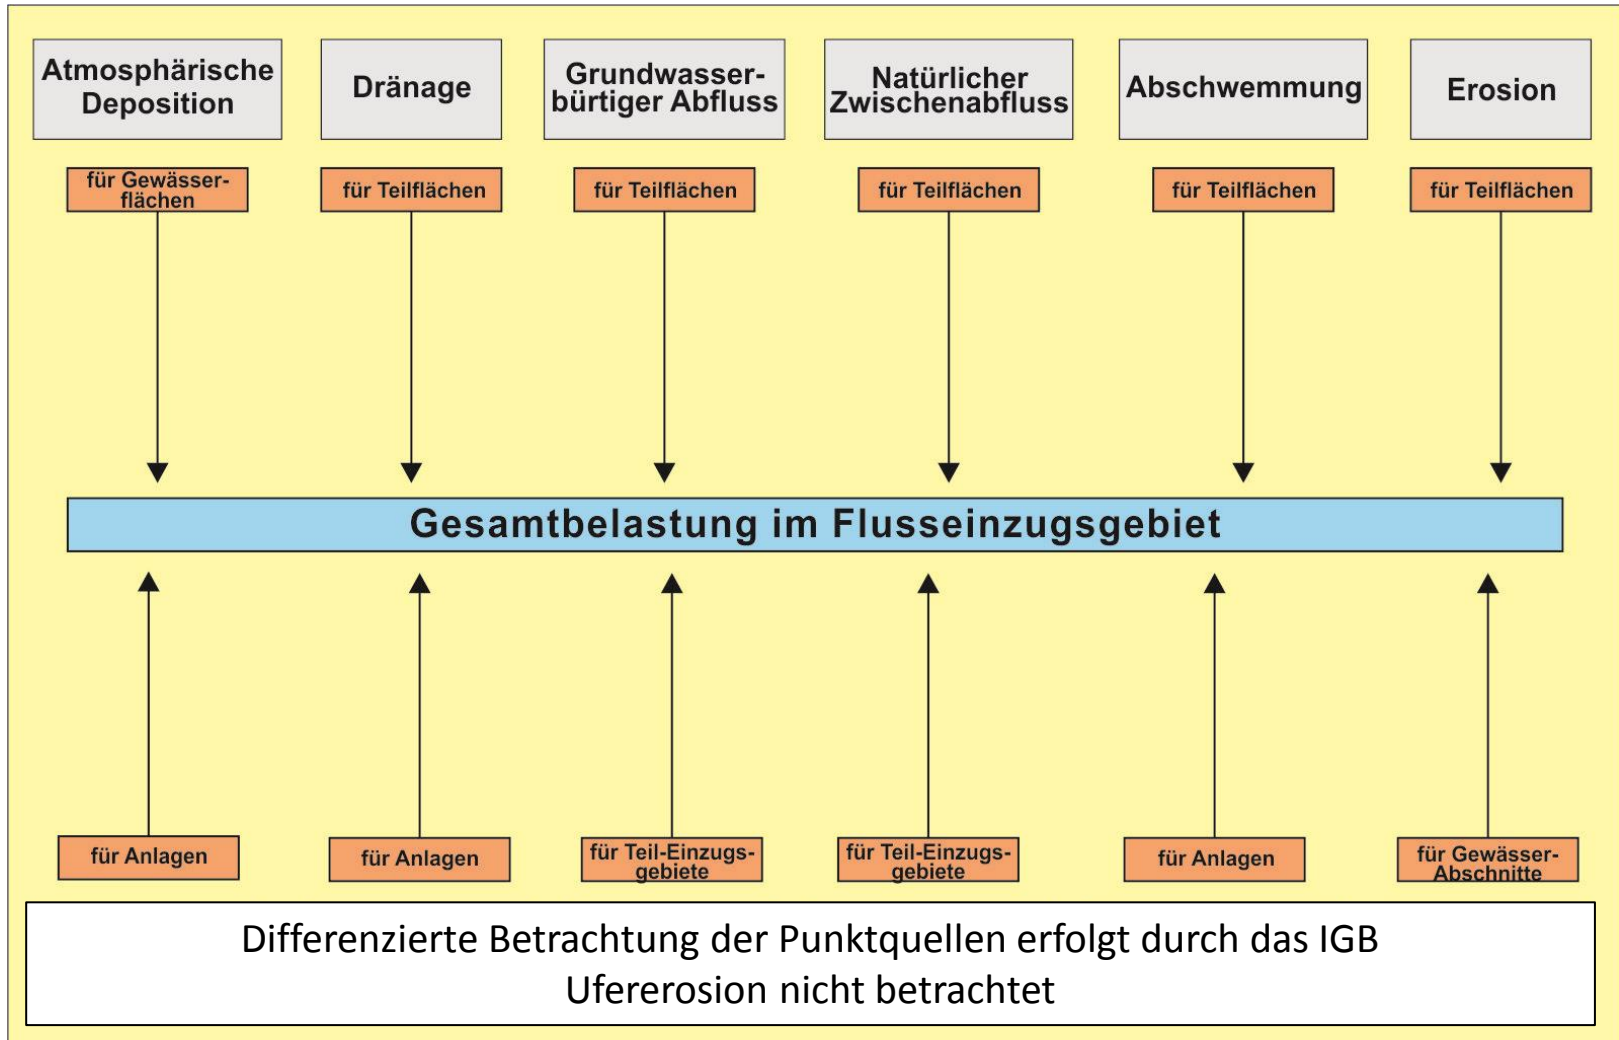 Atmosphärische
Deposition
Dränage
Grundwasser-
bürtiger Abfluss
Natürlicher
Zwischenabfluss
Abschwemmung
Erosion
für Gewässer-
flächen
für Teilflächen
für Teilflächen
für Teilflächen
für Teilflächen
für Teilflächen
Gesamtbelastung im Flusseinzugsgebiet
für Anlagen
für Anlagen
für Teil-Einzugs-
gebiete
für Teil-Einzugs-
gebiete
für Anlagen
für Gewässer-
Abschnitte
Differenzierte Betrachtung der Punktquellen erfolgt durch das IGB
Ufererosion nicht betrachtet